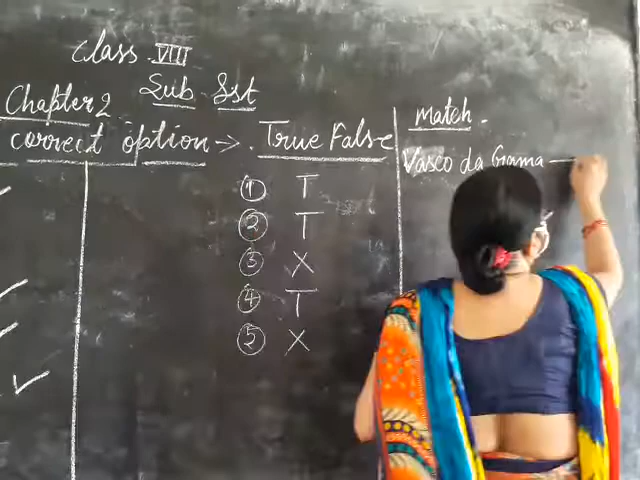 Class VIII
Sub Sst
Chapter 2
correct option → . True False
① T
② T
③ X
④ T
⑤ X
✓
Match.
Vasco da Gama —